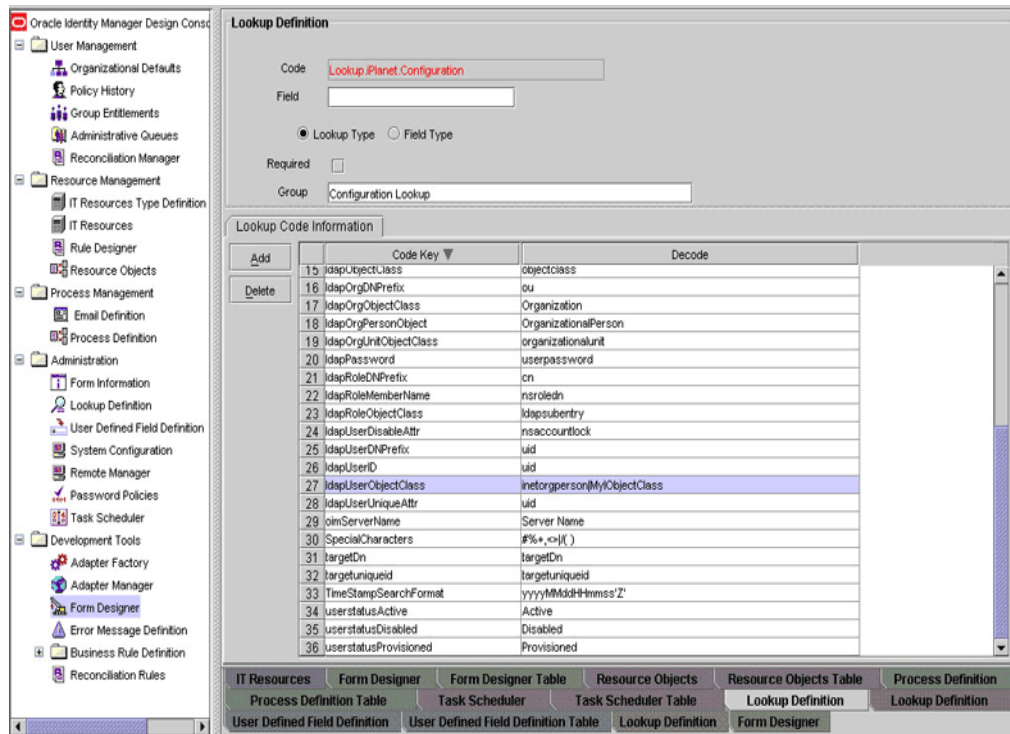 Oracle Identity Manager Design Consc
User Management
Organizational Defaults
Policy History
Group Entitlements
Administrative Queues
Reconciliation Manager
Resource Management
IT Resources Type Definition
IT Resources
Rule Designer
Resource Objects
Process Management
Email Definition
Process Definition
Administration
Form Information
Lookup Definition
User Defined Field Definition
System Configuration
Remote Manager
Password Policies
Task Scheduler
Development Tools
Adapter Factory
Adapter Manager
Form Designer
Error Message Definition
Business Rule Definition
Reconciliation Rules
Lookup Definition
Code Lookup.iPlanet.Configuration
Field
Lookup Type Field Type
Required
Group Configuration Lookup
Lookup Code Information
Add
Delete
Code Key Decode
15 ldapObjectClass objectclass
16 ldapOrgDNPrefix ou
17 ldapOrgObjectClass Organization
18 ldapOrgPersonObject OrganizationalPerson
19 ldapOrgUnitObjectClass organizationalunit
20 ldapPassword userpassword
21 ldapRoleDNPrefix cn
22 ldapRoleMemberName nsroledn
23 ldapRoleObjectClass ldapsubentry
24 ldapUserDisableAttr nsaccountlock
25 ldapUserDNPrefix uid
26 ldapUserID uid
27 ldapUserObjectClass inetorgperson|MyIObjectClass
28 ldapUserUniqueAttr uid
29 oimServerName Server Name
30 SpecialCharacters #%+,<>|/( )
31 targetDn targetDn
32 targetuniqueid targetuniqueid
33 TimeStampSearchFormat yyyyMMddHHmmss'Z'
34 userstatusActive Active
35 userstatusDisabled Disabled
36 userstatusProvisioned Provisioned
IT Resources Form Designer Form Designer Table Resource Objects Resource Objects Table Process Definition
Process Definition Table Task Scheduler Task Scheduler Table Lookup Definition Lookup Definition
User Defined Field Definition User Defined Field Definition Table Lookup Definition Form Designer